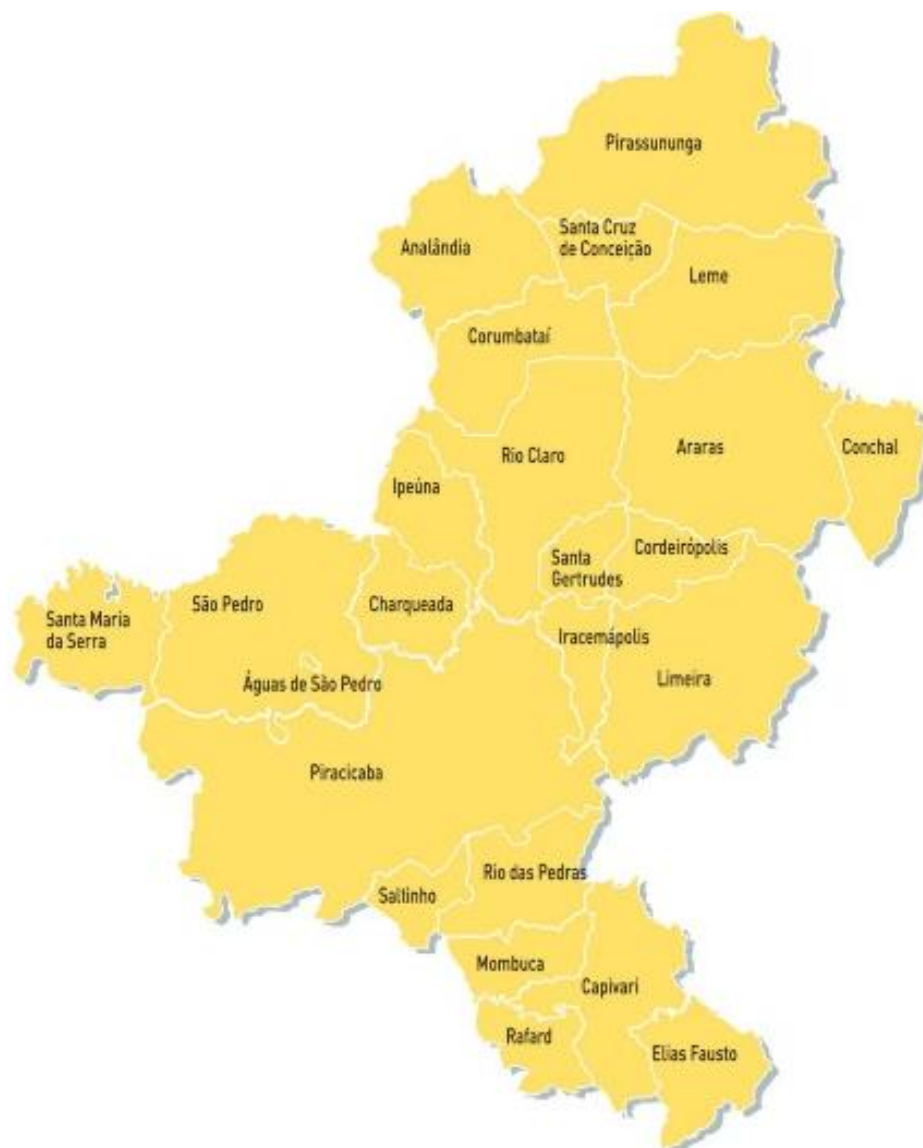 Pirassununga
Santa Cruz
de Conceição
Analândia
Leme
Corumbataí
Araras
Conchal
Rio Claro
Ipeúna
Cordeirópolis
Santa
Gertrudes
São Pedro
Charqueada
Santa Maria
da Serra
Iracemápolis
Limeira
Águas de São Pedro
Piracicaba
Rio das Pedras
Saltinho
Mombuca
Capivari
Rafard
Elias Fausto